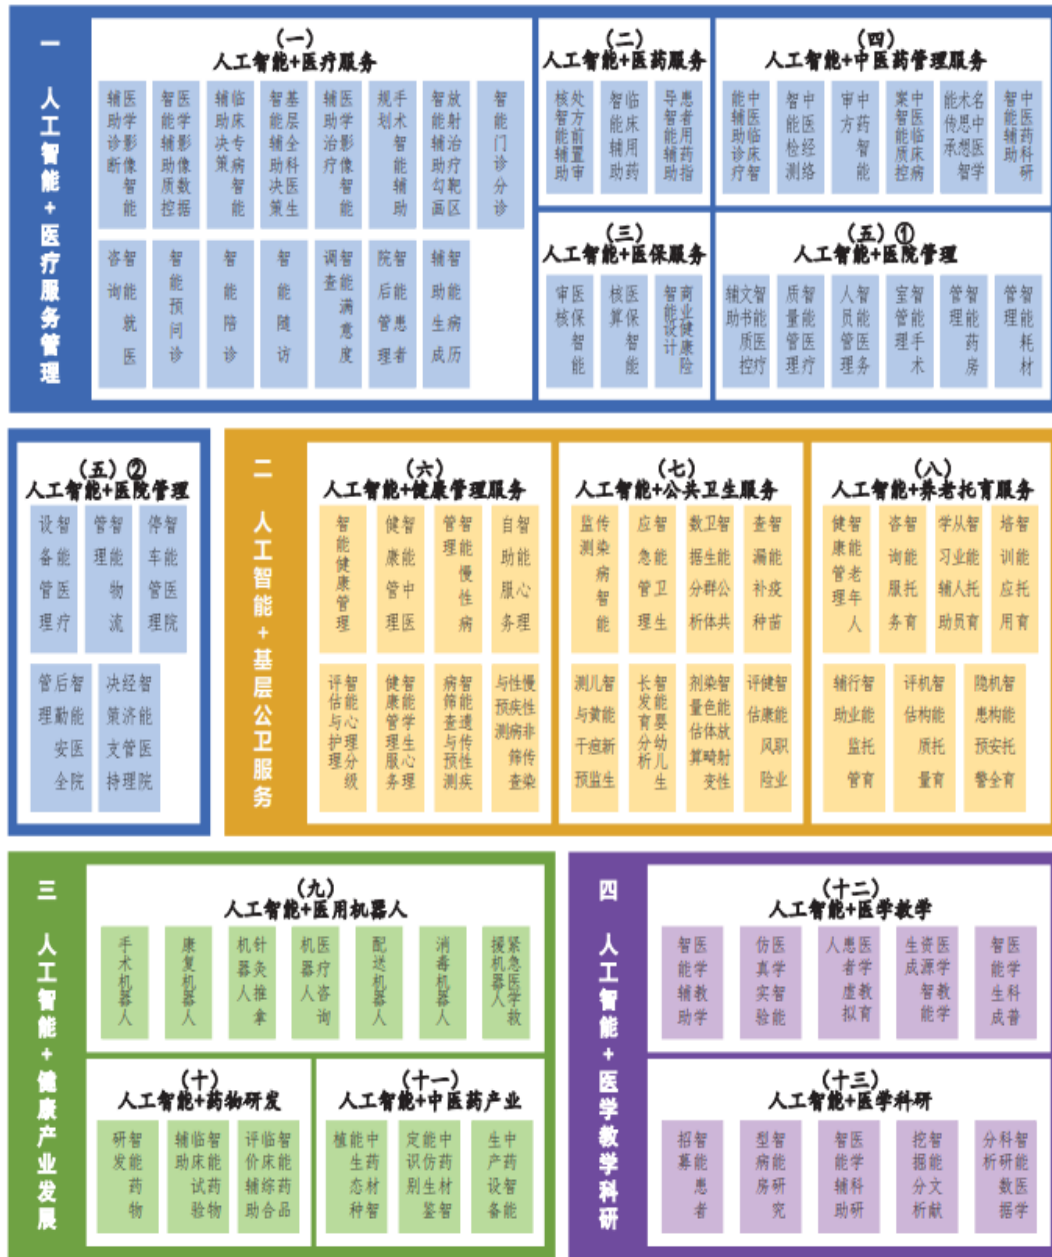 一 人工智能+医疗服务管理
（一）
人工智能+医疗服务
医学影像智能辅助诊断
医学影像数据智能辅助质控
临床专病智能辅助决策
基层全科医生智能辅助决策
医学影像智能辅助治疗
手术智能辅助规划
放射治疗靶区智能辅助勾画
智能门诊分诊
智能就医咨询
智能预问诊
智能陪诊
智能随访
智能满意度调查
智能患者院后管理
智能病历辅助生成
（二）
人工智能+医药服务
处方前置审核智能辅助
临床用药智能辅助
患者用药指导智能辅助
（三）
人工智能+医保服务
医保智能审核
医保智能核算
商业健康险智能设计
（四）
人工智能+中医药管理服务
中医临床智能辅助诊疗
中医经络智能检测
中药智能审方
中医临床病案智能质控
名中医学术思想智能传承
中医药科研智能辅助
（五）①
人工智能+医院管理
智能医疗文书质控辅助
智能医疗质量管理
智能医务人员管理
智能手术室管理
智能药房管理
智能耗材管理
（五）②
人工智能+医院管理
智能医疗设备管理
智能物流管理
智能医院停车管理
智能安全后勤管理
智能医院经济管理决策支持
二 人工智能+基层公卫服务
（六）
人工智能+健康管理服务
智能健康管理
智能中医健康管理
智能慢性病管理
智能心理自助服务
智能心理分级评估与护理
智能学生心理健康管理服务
智能遗传性疾病筛查与预测
慢性非传染性疾病筛查与预测
（七）
人工智能+公共卫生服务
传染病智能监测
智能卫生应急管理
智能公共卫生群体数据分析
智能疫苗查漏补种
智能新生儿黄疸监测与干预
智能婴幼儿生长发育分析
智能放射性染色体畸变剂量估算
智能职业健康风险评估
（八）
人工智能+养老托育服务
智能老年人健康管理
智能托育咨询服务
智能托育从业人员学习辅助
智能托育培训应用
智能托育行业监管辅助
智能托育机构质量评估
智能托育机构安全隐患预警
三 人工智能+健康产业发展
（九）
人工智能+医用机器人
手术机器人
康复机器人
针灸推拿机器人
医疗咨询机器人
配送机器人
消毒机器人
紧急医学救援机器人
（十）
人工智能+药物研发
智能药物研发
智能药物临床试验辅助
智能药品临床综合评价辅助
（十一）
人工智能+中医药产业
中药材智能生态种植
中药材智能仿生鉴定识别
中药智能生产设备
四 人工智能+医学教学科研
（十二）
人工智能+医学教学
医学教学智能辅助
医学智能仿真实验
医学教育虚拟患者人
医学教学资源智能生成
医学科普智能生成
（十三）
人工智能+医学科研
智能患者招募
智能研究型病房
医学科研智能辅助
智能文献挖掘分析
智能医学科研数据分析